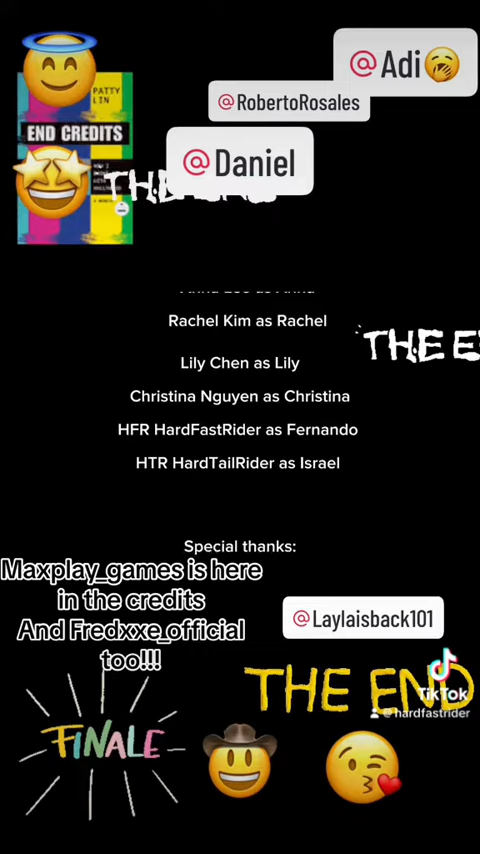 @Adi
@RobertoRosales
PATTY
LIN
END CREDITS
@Daniel
Rachel Kim as Rachel
THE E
Lily Chen as Lily
Christina Nguyen as Christina
HFR HardFastRider as Fernando
HTR HardTailRider as Israel
Special thanks:
Maxplay_games is here
in the credits
And Fredxxe_official
too!!!
@Laylaisback101
THE END
TikTok
@hardfastrider
FINALE